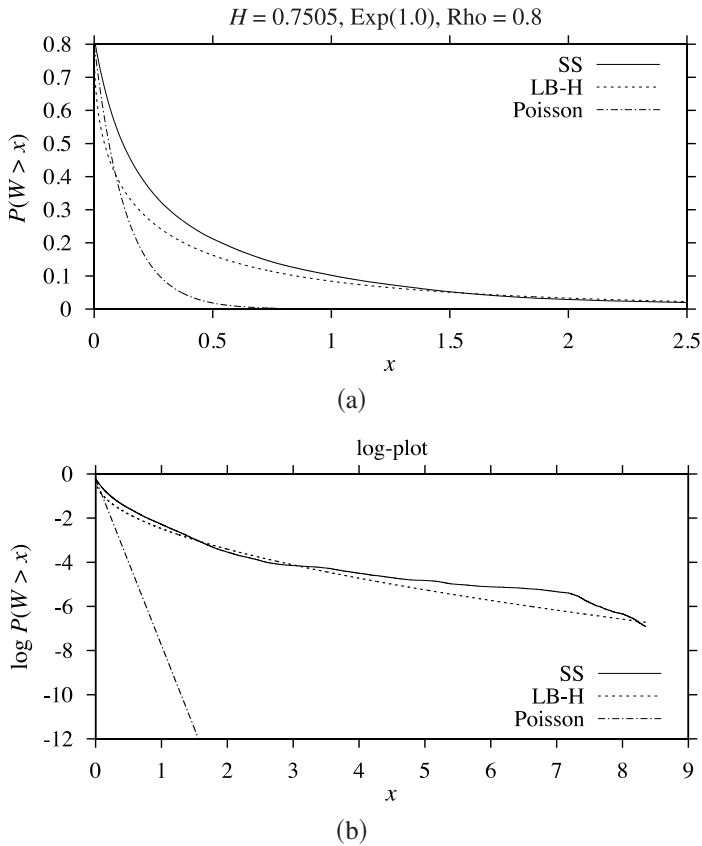 H = 0.7505, Exp(1.0), Rho = 0.8
0.8
0.7
0.6
0.5
0.4
0.3
0.2
0.1
0
P(W > x)
SS
LB-H
Poisson
0 0.5 1 1.5 2 2.5
x
(a)
log-plot
0
-2
-4
-6
-8
-10
-12
log P(W > x)
SS
LB-H
Poisson
0 1 2 3 4 5 6 7 8 9
x
(b)